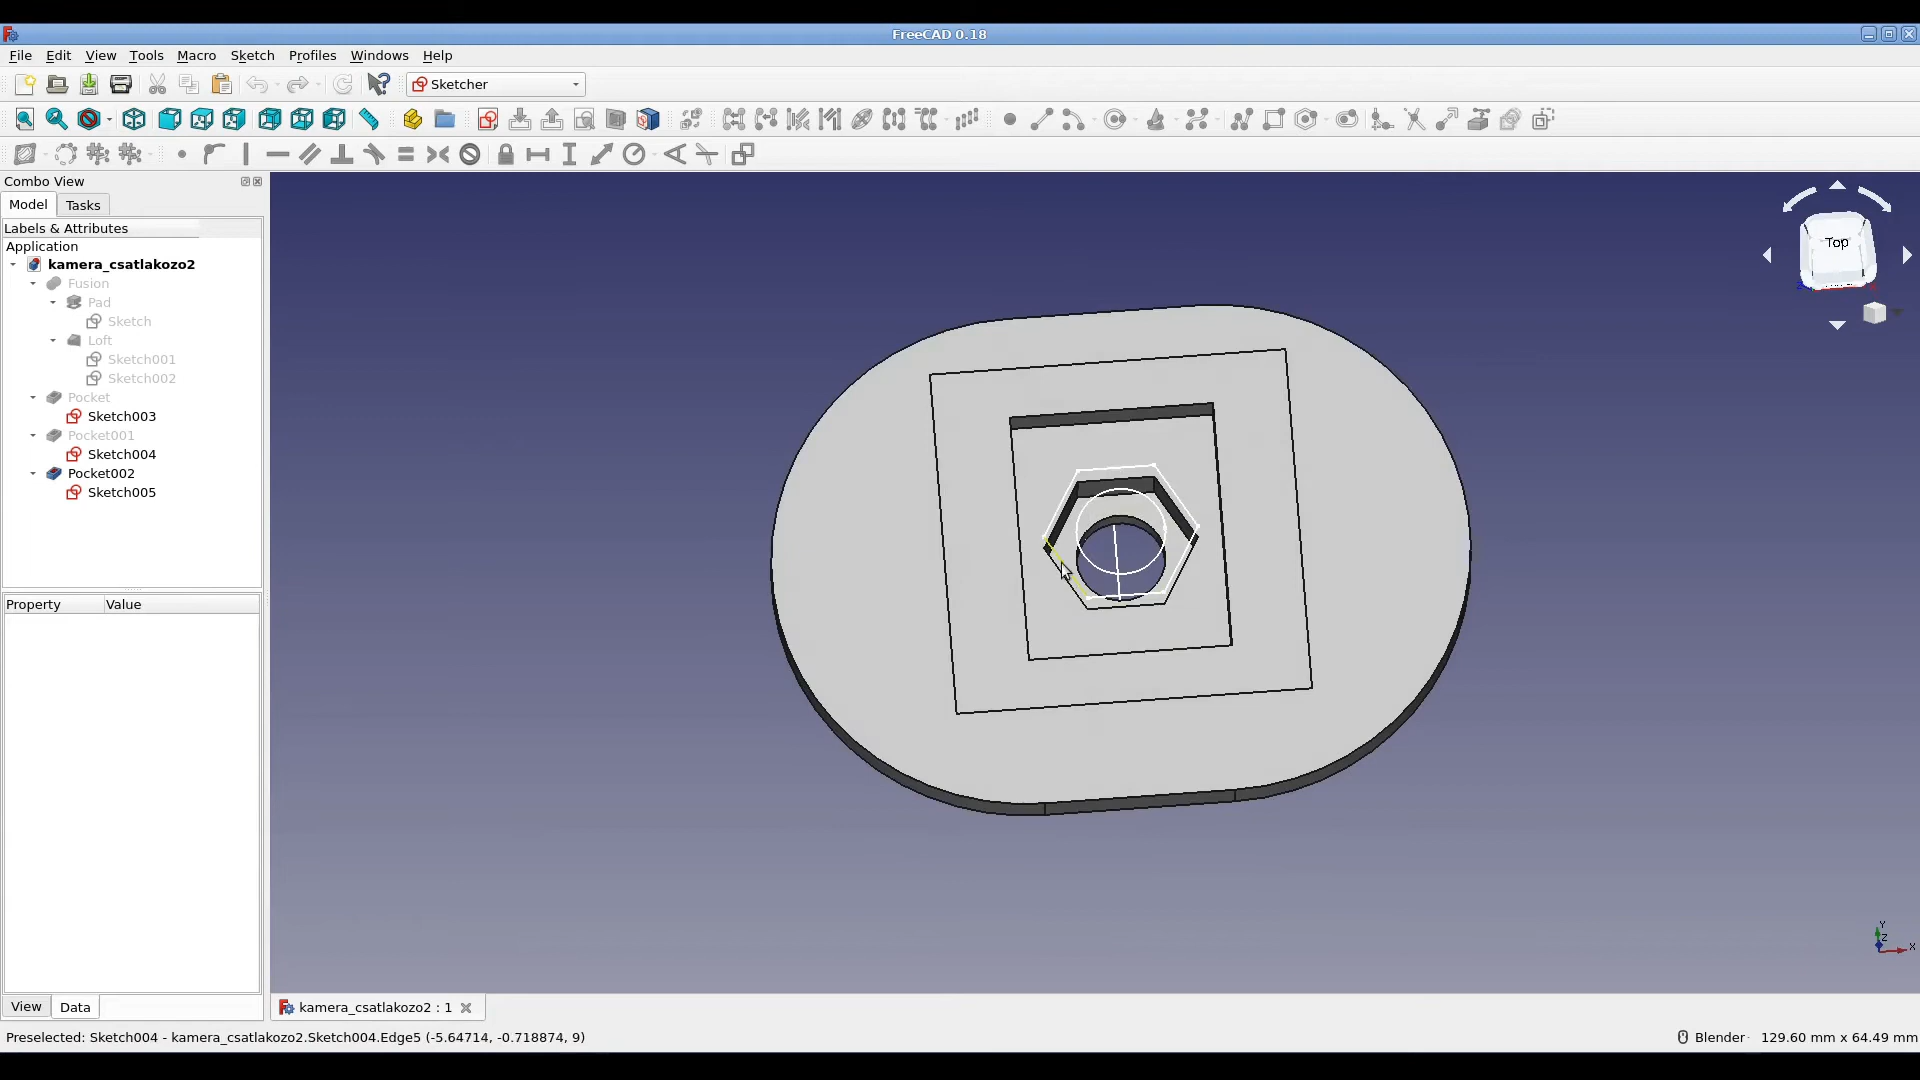 FreeCAD 0.18
File Edit View Tools Macro Sketch Profiles Windows Help
Sketcher
Combo View
Model Tasks
Labels & Attributes
Application
kamera_csatlakozo2
Fusion
Pad
Sketch
Loft
Sketch001
Sketch002
Pocket
Sketch003
Pocket001
Sketch004
Pocket002
Sketch005
Top
Property Value
Y
Z
X
View Data
kamera_csatlakozo2 : 1
Preselected: Sketch004 - kamera_csatlakozo2.Sketch004.Edge5 (-5.64714, -0.718874, 9)
Blender 129.60 mm x 64.49 mm